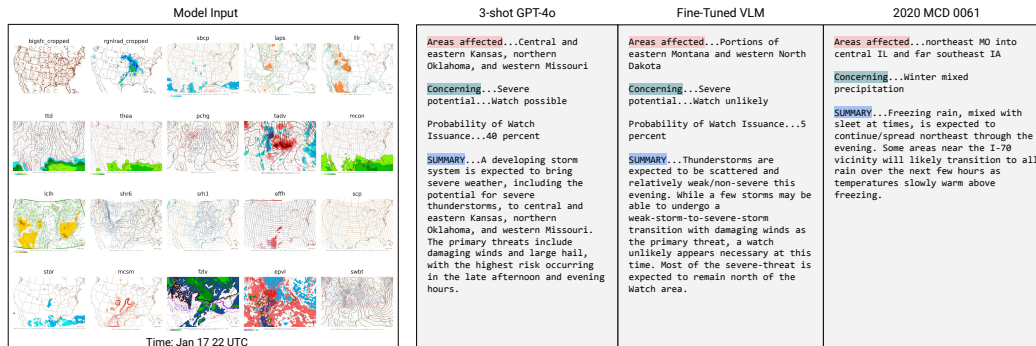 Model Input
3-shot GPT-4o
Fine-Tuned VLM
2020 MCD 0061
bigsfc_cropped
rgnlrad_cropped
sbcp
laps
lllr
ttd
thea
pchg
tadv
mcon
lclh
shr6
srh1
effh
scp
stor
mcsm
fzlv
epvl
swbt
Time: Jan 17 22 UTC
Areas affected...Central and
eastern Kansas, northern
Oklahoma, and western Missouri
Concerning...Severe
potential...Watch possible
Probability of Watch
Issuance...40 percent
SUMMARY...A developing storm
system is expected to bring
severe weather, including the
potential for severe
thunderstorms, to central and
eastern Kansas, northern
Oklahoma, and western Missouri.
The primary threats include
damaging winds and large hail,
with the highest risk occurring
in the late afternoon and evening
hours.
Areas affected...Portions of
eastern Montana and western North
Dakota
Concerning...Severe
potential...Watch unlikely
Probability of Watch Issuance...5
percent
SUMMARY...Thunderstorms are
expected to be scattered and
relatively weak/non-severe this
evening. While a few storms may be
able to undergo a
weak-storm-to-severe-storm
transition with damaging winds as
the primary threat, a watch
unlikely appears necessary at this
time. Most of the severe-threat is
expected to remain north of the
Watch area.
Areas affected...northeast MO into
central IL and far southeast IA
Concerning...Winter mixed
precipitation
SUMMARY...Freezing rain, mixed with
sleet at times, is expected to
continue/spread northeast through the
evening. Some areas near the I-70
vicinity will likely transition to all
rain over the next few hours as
temperatures slowly warm above
freezing.